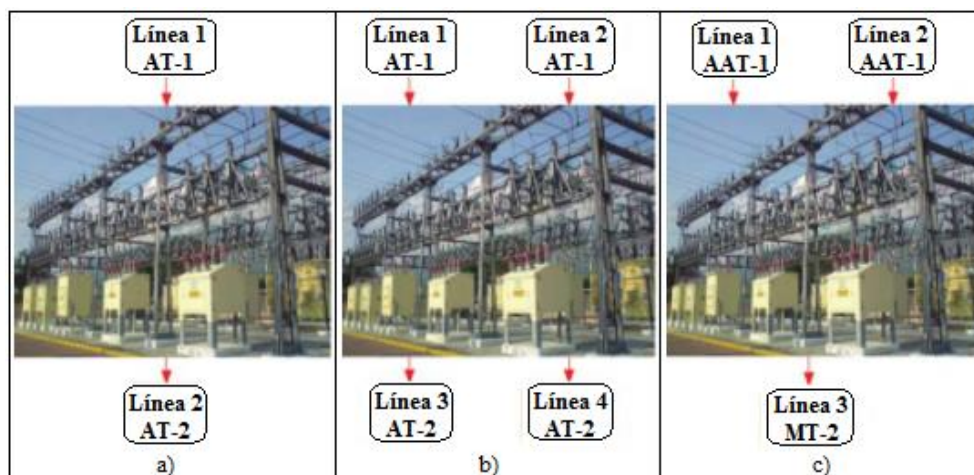 Línea 1
AT-1
Línea 2
AT-2
a)
Línea 1
AT-1
Línea 2
AT-1
Línea 3
AT-2
Línea 4
AT-2
b)
Línea 1
AAT-1
Línea 2
AAT-1
Línea 3
MT-2
c)